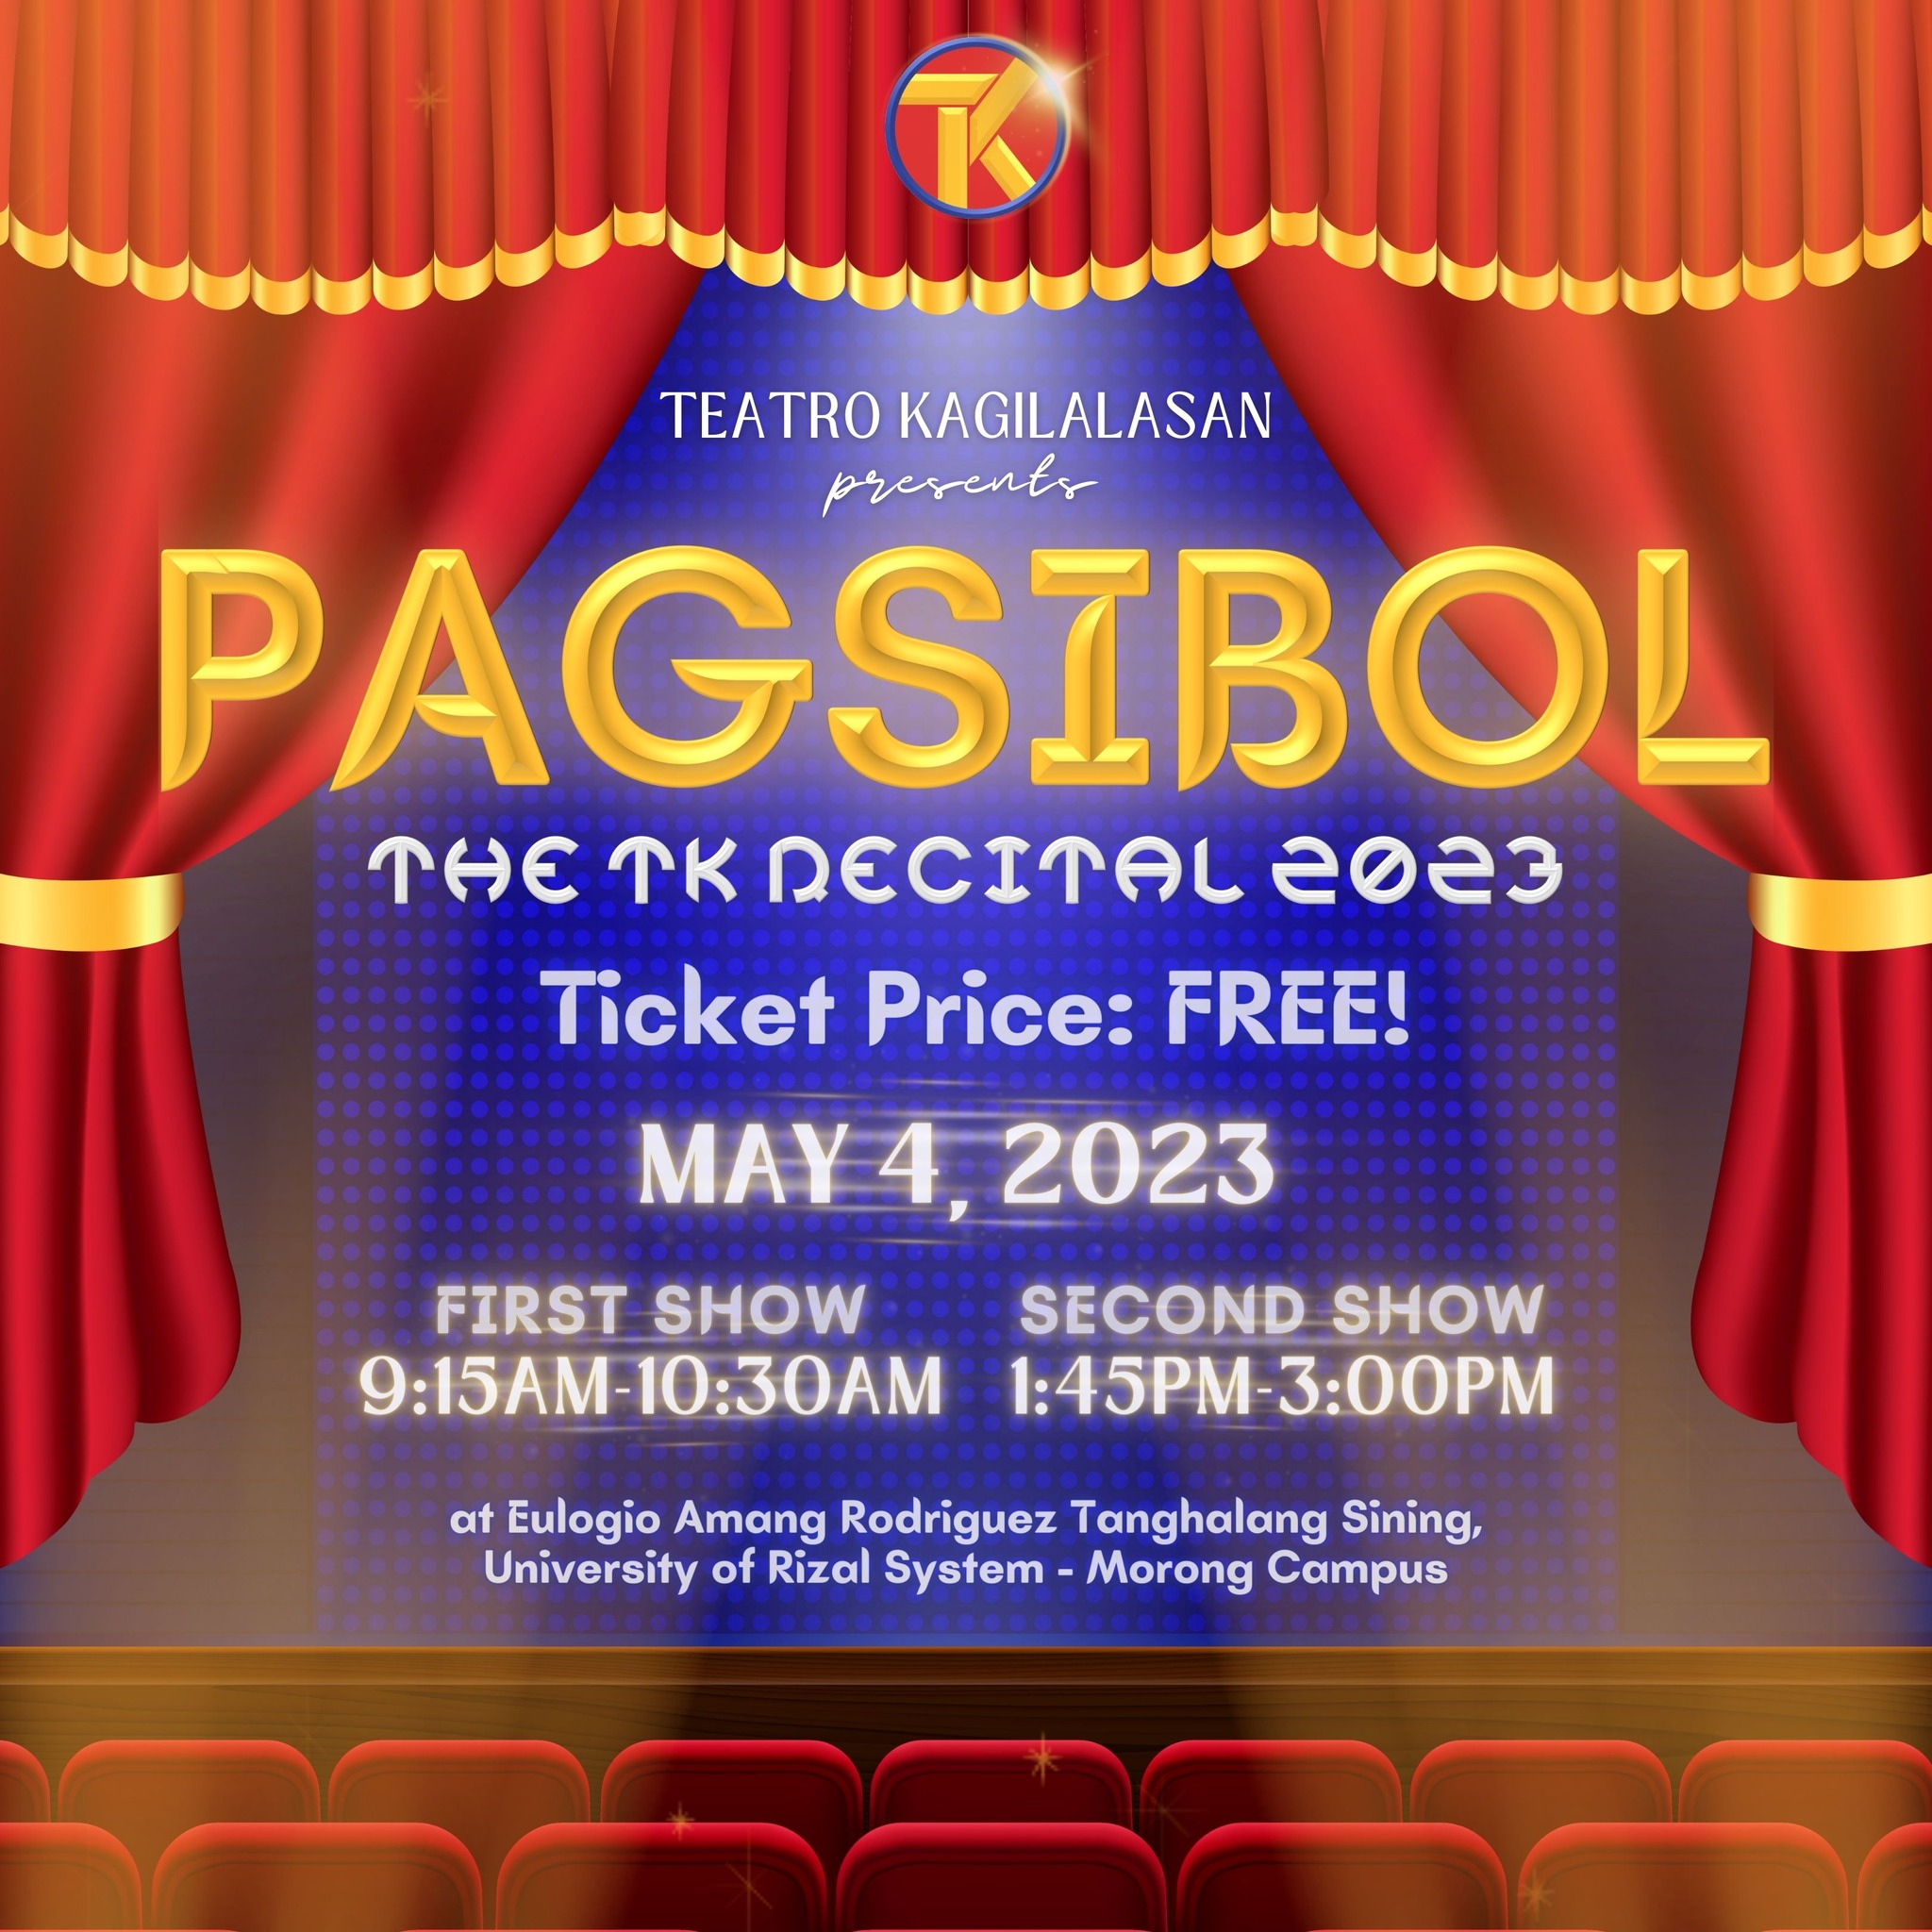 TK
TEATRO KAGILALASAN
presents
PAGSIBOL
THE TK RECITAL 2023
Ticket Price: FREE!
MAY 4, 2023
FIRST SHOW
9:15AM-10:30AM
SECOND SHOW
1:45PM-3:00PM
at Eulogio Amang Rodriguez Tanghalang Sining,
University of Rizal System - Morong Campus